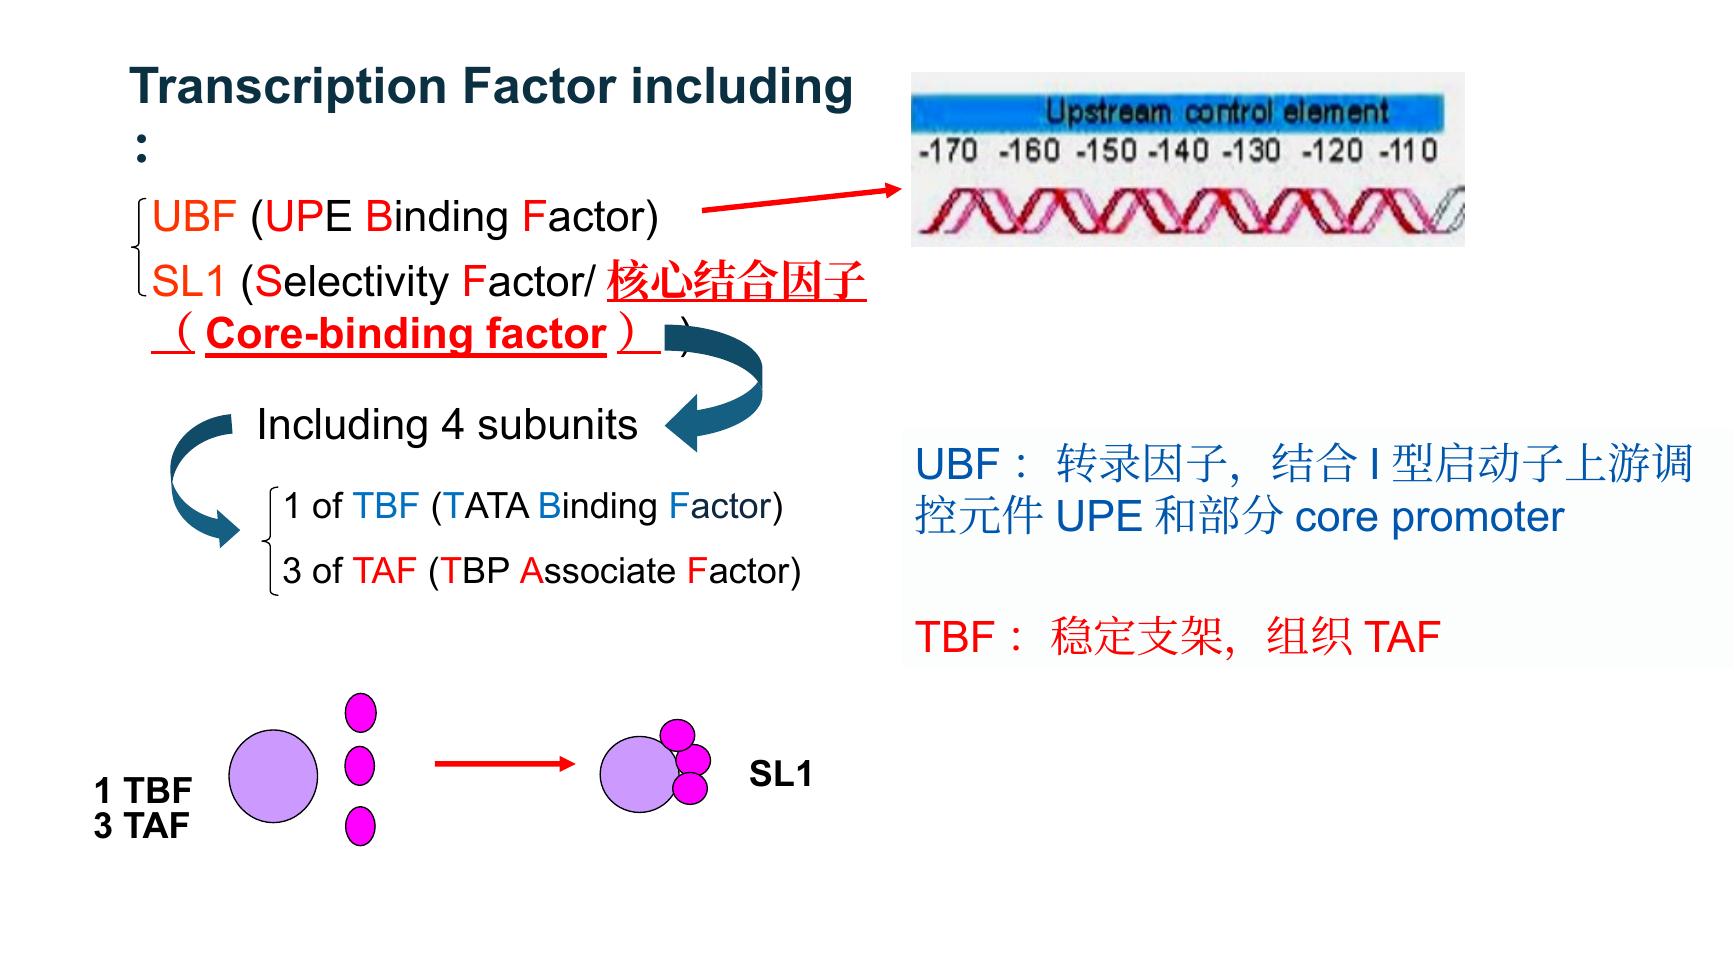 Transcription Factor including
：
UBF (UPE Binding Factor)
SL1 (Selectivity Factor/ 核心结合因子
（ Core-binding factor ） )
Including 4 subunits
1 of TBF (TATA Binding Factor)
3 of TAF (TBP Associate Factor)
1 TBF
3 TAF
SL1
Upstream control element
-170 -160 -150 -140 -130 -120 -110
UBF ： 转录因子，结合 I 型启动子上游调
控元件 UPE 和部分 core promoter
TBF ： 稳定支架，组织 TAF